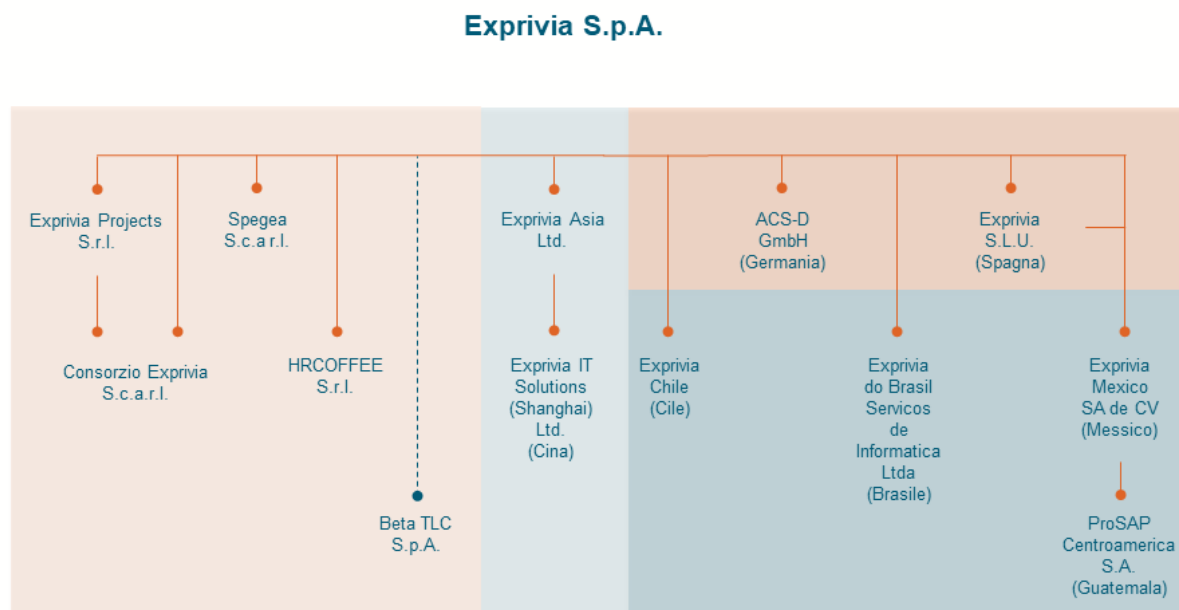 Exprivia S.p.A.
Exprivia Projects
S.r.l.
Spegea
S.c.a r.l.
Exprivia Asia
Ltd.
ACS-D
GmbH
(Germania)
Exprivia
S.L.U.
(Spagna)
Consorzio Exprivia
S.c.a.r.l.
HRCOFFEE
S.r.l.
Exprivia IT
Solutions
(Shanghai)
Ltd.
(Cina)
Exprivia
Chile
(Cile)
Exprivia
do Brasil
Servicos
de
Informatica
Ltda
(Brasile)
Exprivia
Mexico
SA de CV
(Messico)
Beta TLC
S.p.A.
ProSAP
Centroamerica
S.A.
(Guatemala)